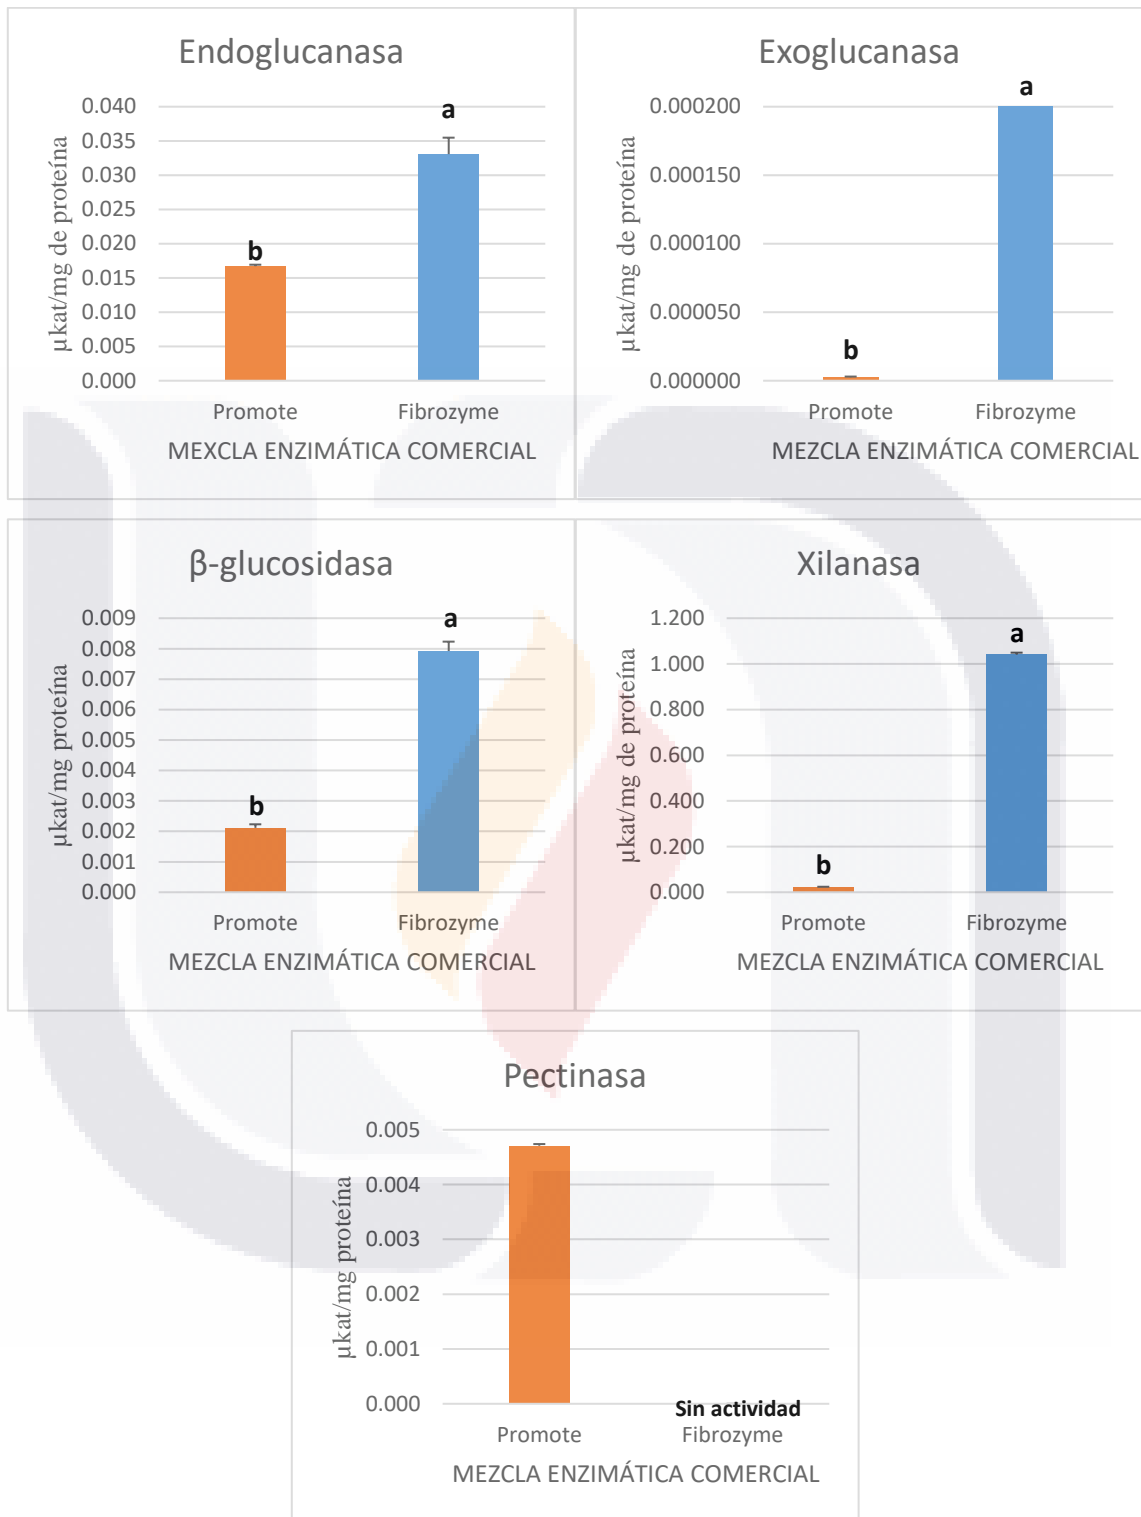 Endoglucanasa
µkat/mg de proteína
0.040
0.035
0.030
0.025
0.020
0.015
0.010
0.005
0.000
b
a
Promote
Fibrozyme
MEXCLA ENZIMÁTICA COMERCIAL
Exoglucanasa
µkat/mg de proteína
0.000200
0.000150
0.000100
0.000050
0.000000
b
a
Promote
Fibrozyme
MEZCLA ENZIMÁTICA COMERCIAL
β-glucosidasa
µkat/mg proteína
0.009
0.008
0.007
0.006
0.005
0.004
0.003
0.002
0.001
0.000
b
a
Promote
Fibrozyme
MEZCLA ENZIMÁTICA COMERCIAL
Xilanasa
µkat/mg de proteína
1.200
1.000
0.800
0.600
0.400
0.200
0.000
b
a
Promote
Fibrozyme
MEZCLA ENZIMÁTICA COMERCIAL
Pectinasa
µkat/mg proteína
0.005
0.004
0.003
0.002
0.001
0.000
Sin actividad
Promote
Fibrozyme
MEZCLA ENZIMÁTICA COMERCIAL